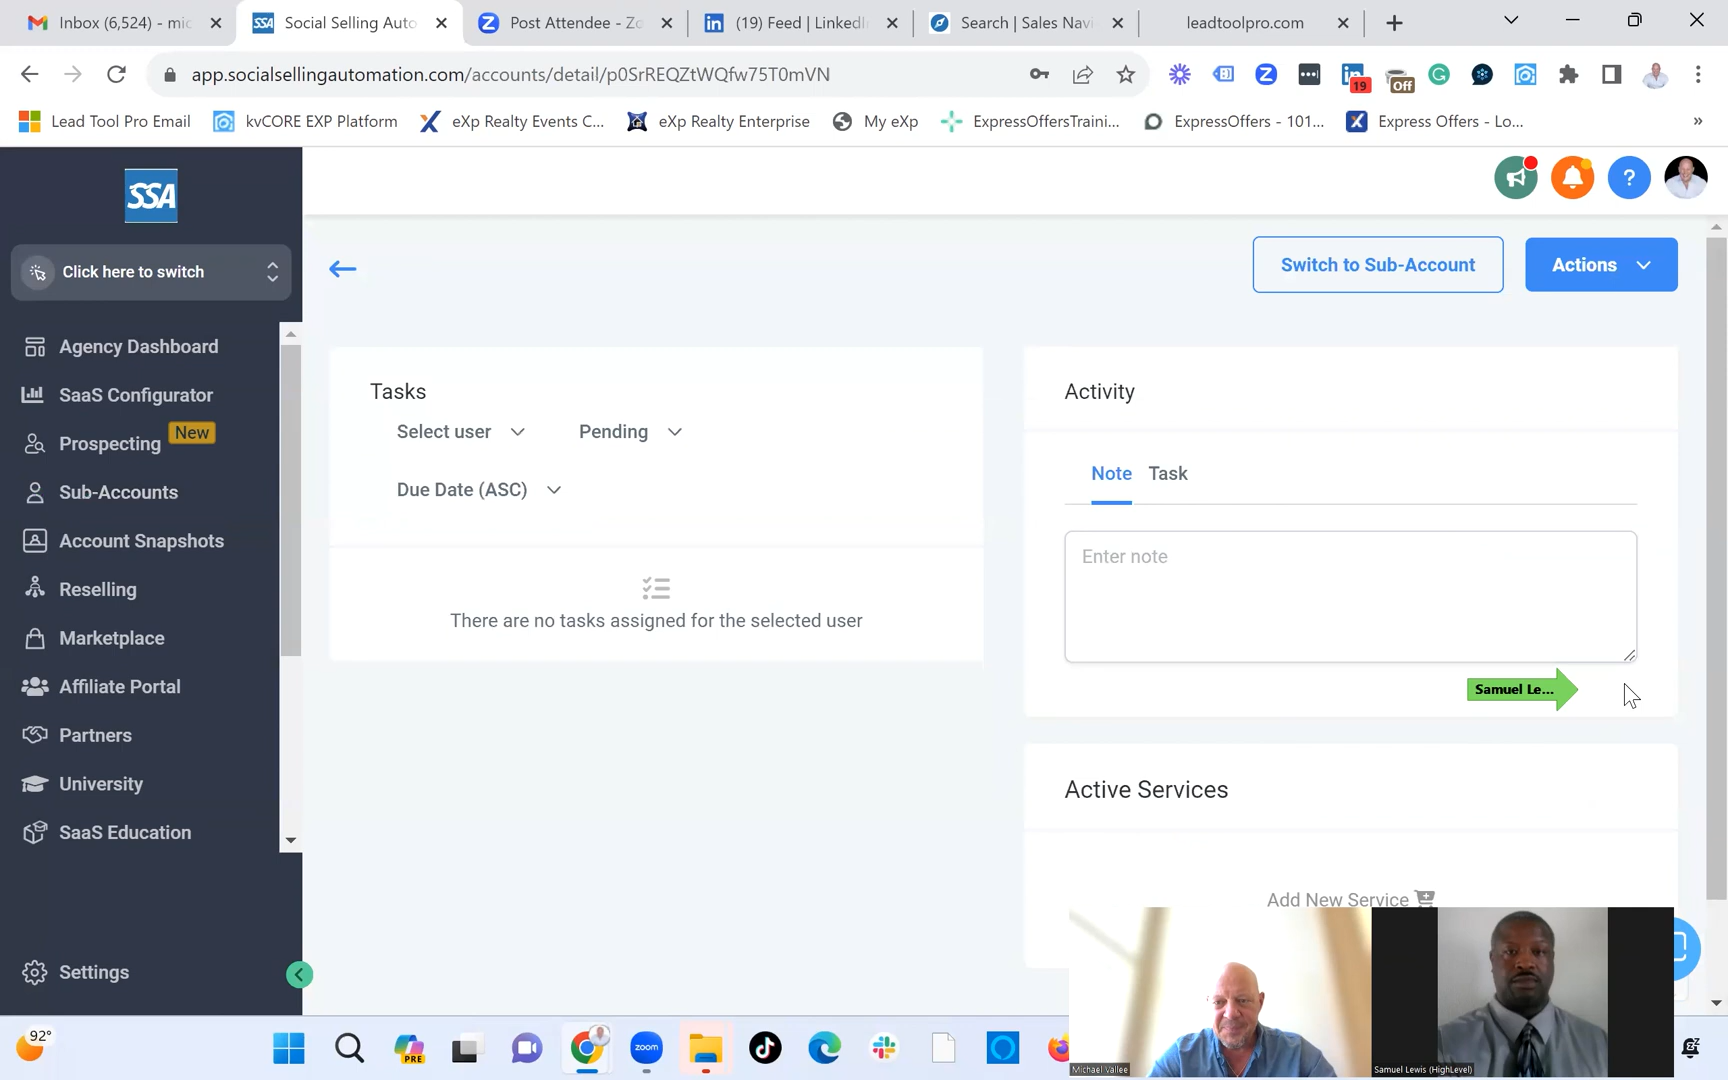 Inbox (6,524) - mic
Social Selling Auto
Post Attendee - Zo
(19) Feed | LinkedI
Search | Sales Navi
leadtoolpro.com
app.socialsellingautomation.com/accounts/detail/p0SrREQZtWQfw75T0mVN
19
Off
Lead Tool Pro Email
kvCORE EXP Platform
eXp Realty Events C...
eXp Realty Enterprise
My eXp
ExpressOffersTraini...
ExpressOffers - 101...
Express Offers - Lo...
SSA
Click here to switch
Switch to Sub-Account
Actions
Agency Dashboard
SaaS Configurator
Prospecting
New
Sub-Accounts
Account Snapshots
Reselling
Marketplace
Affiliate Portal
Partners
University
SaaS Education
Settings
Tasks
Select user
Pending
Due Date (ASC)
There are no tasks assigned for the selected user
Activity
Note
Task
Enter note
Samuel Le...
Active Services
Add New Service
92°
PRE
zoom
Michael Vallee
Samuel Lewis (HighLevel)